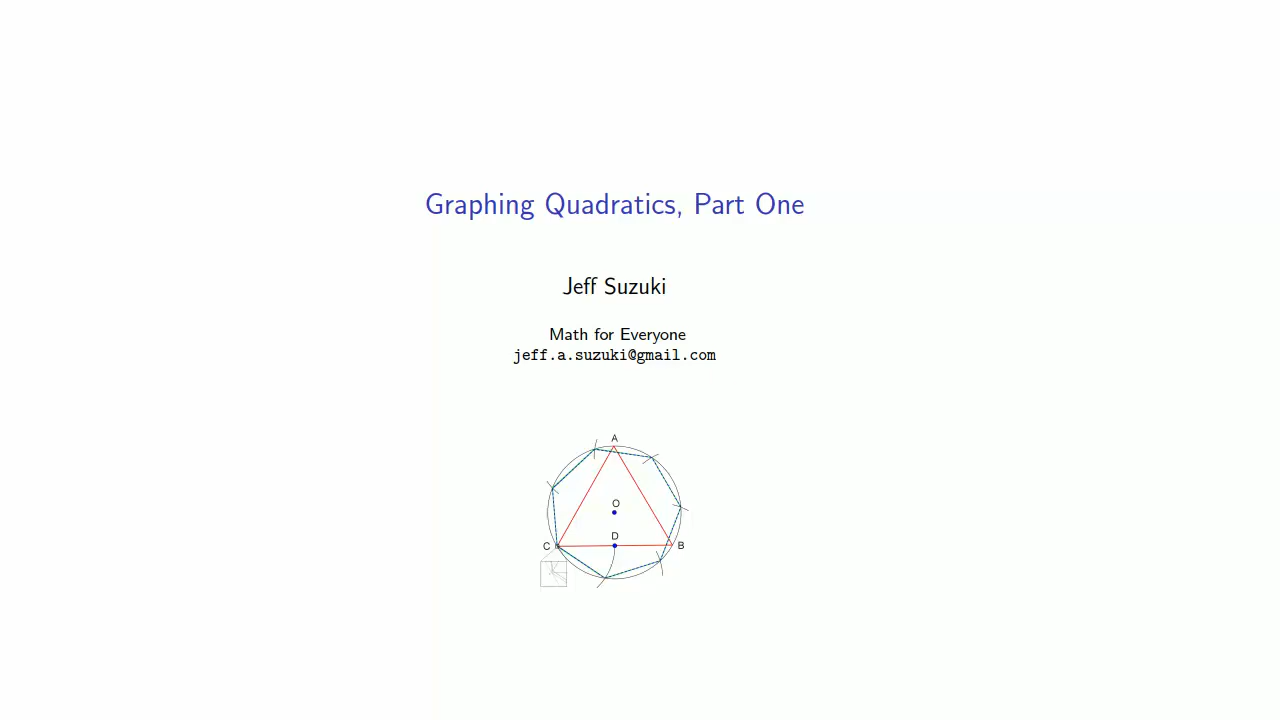 Graphing Quadratics, Part One
Jeff Suzuki
Math for Everyone
jeff.a.suzuki@gmail.com
A
O
D
C
B